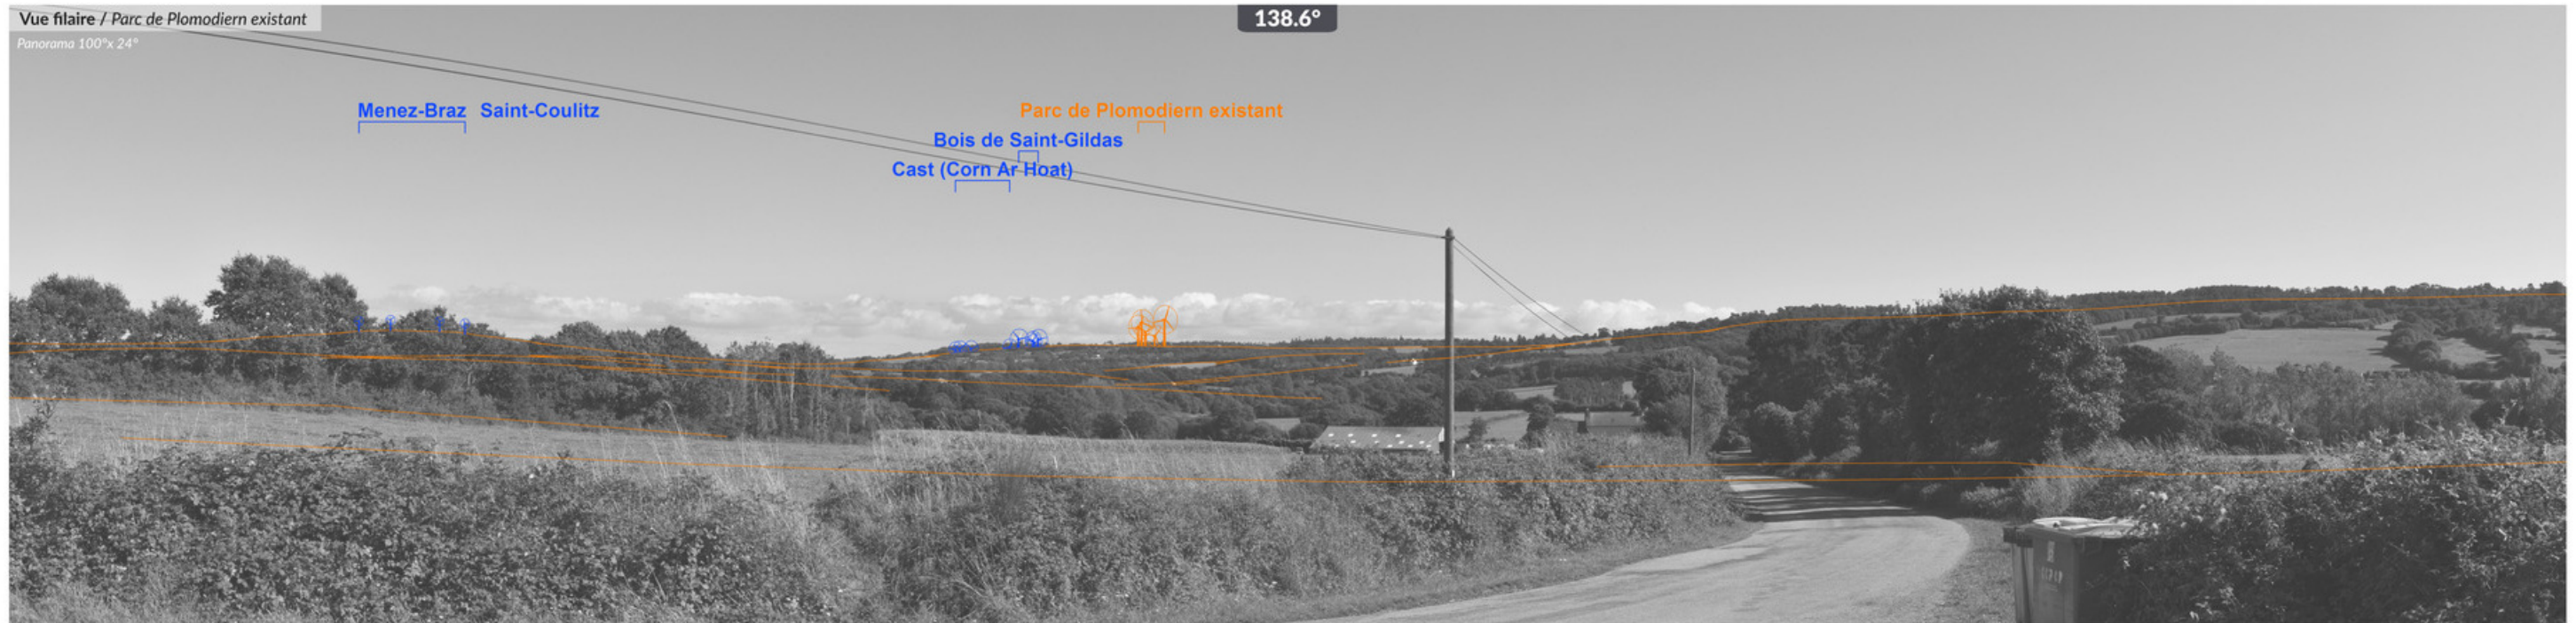 Vue filaire / Parc de Plomodiern existant
138.6°
Panorama 100°x 24°
Menez-Braz Saint-Coulitz
Parc de Plomodiern existant
Bois de Saint-Gildas
Cast (Corn Ar Hoat)